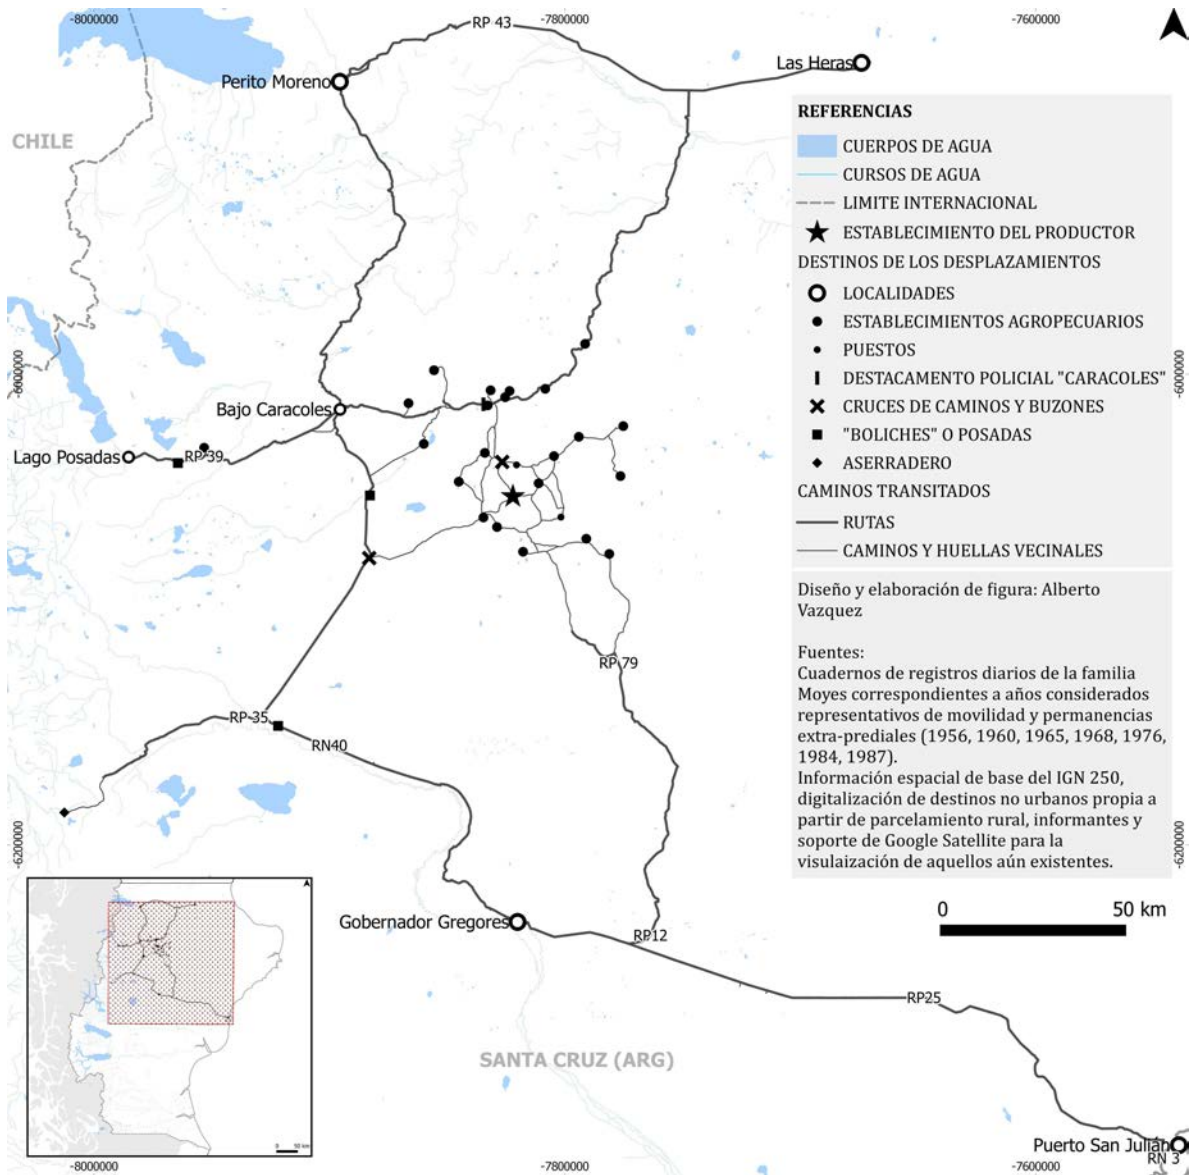 -8000000
-7800000
-7600000
RP 43
Las Heras
Perito Moreno
CHILE
REFERENCIAS
CUERPOS DE AGUA
CURSOS DE AGUA
LIMITE INTERNACIONAL
ESTABLECIMIENTO DEL PRODUCTOR
DESTINOS DE LOS DESPLAZAMIENTOS
LOCALIDADES
ESTABLECIMIENTOS AGROPECUARIOS
PUESTOS
DESTACAMENTO POLICIAL "CARACOLES"
CRUCES DE CAMINOS Y BUZONES
"BOLICHES" O POSADAS
ASERRADERO
CAMINOS TRANSITADOS
RUTAS
CAMINOS Y HUELLAS VECINALES
-6000000
-6000000
Bajo Caracoles
Lago Posadas
RP 39
Diseño y elaboración de figura: Alberto
Vazquez
Fuentes:
Cuadernos de registros diarios de la familia
Moyes correspondientes a años considerados
representativos de movilidad y permanencias
extra-prediales (1956, 1960, 1965, 1968, 1976,
1984, 1987).
Información espacial de base del IGN 250,
digitalización de destinos no urbanos propia a
partir de parcelamiento rural, informantes y
soporte de Google Satellite para la
visulaización de aquellos aún existentes.
RP 79
RP 35
RN40
-6200000
-6200000
0 50 km
Gobernador Gregores
RP12
RP25
SANTA CRUZ (ARG)
Puerto San Julián
RN 3
0 50 km
-8000000
-7800000
-7600000